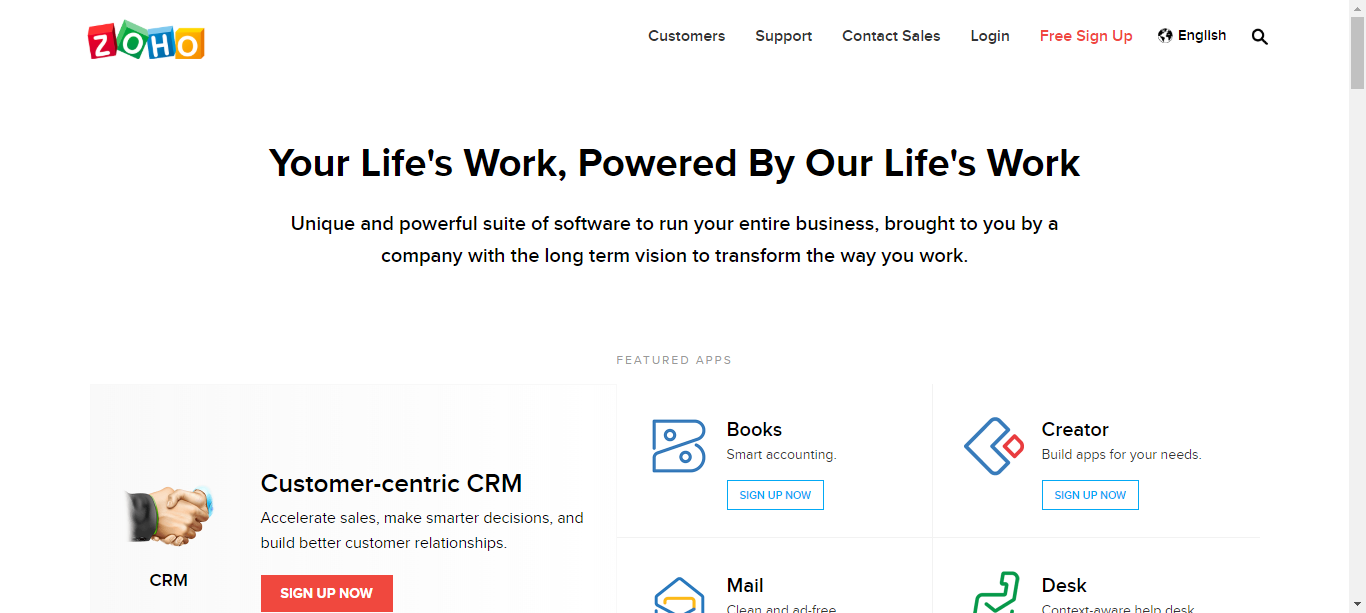 ZOHO
Customers
Support
Contact Sales
Login
Free Sign Up
English
Your Life's Work, Powered By Our Life's Work
Unique and powerful suite of software to run your entire business, brought to you by a
company with the long term vision to transform the way you work.
FEATURED APPS
CRM
Customer-centric CRM
Accelerate sales, make smarter decisions, and
build better customer relationships.
SIGN UP NOW
Books
Smart accounting.
SIGN UP NOW
Creator
Build apps for your needs.
SIGN UP NOW
Mail
Clean and ad-free
Desk
Context-aware help desk